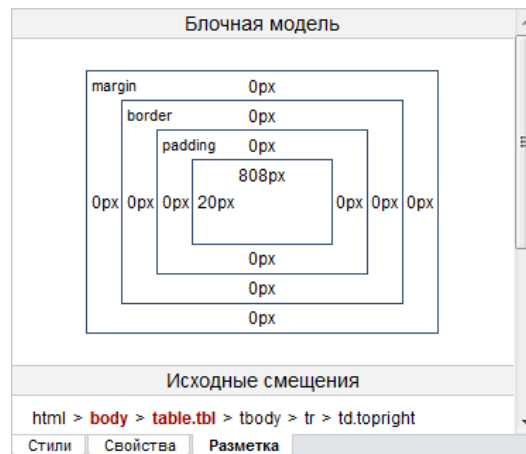 Блочная модель
margin 0px
border 0px
padding 0px
808px
0px 0px 0px 20px 0px 0px 0px
0px
0px
0px
Исходные смещения
html > body > table.tbl > tbody > tr > td.topright
Стили Свойства Разметка